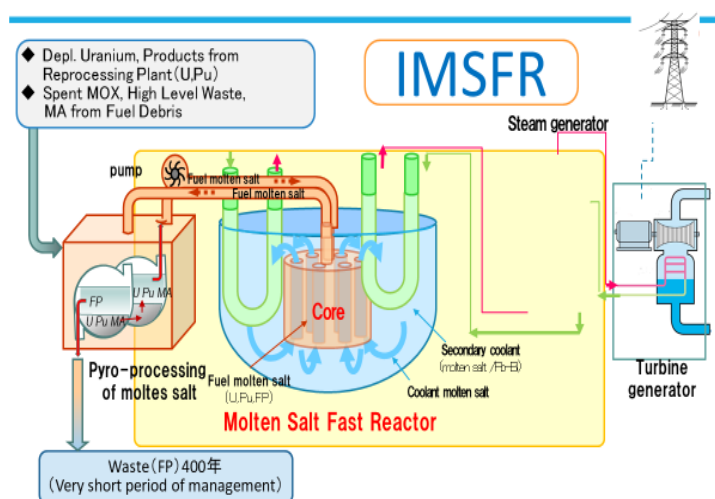 ◆ Depl. Uranium, Products from
Reprocessing Plant(U,Pu)
◆ Spent MOX, High Level Waste,
MA from Fuel Debris
IMSFR
Steam generator
pump
Fuel molten salt
Fuel molten salt
U Pu MA
FP
U Pu MA
Core
Pyro-processing
of moltes salt
Fuel molten salt
(U,Pu,FP)
Secondary coolant
(molten salt /Pb-Bi)
Coolant molten salt
Turbine
generator
Molten Salt Fast Reactor
Waste(FP)400年
(Very short period of management)